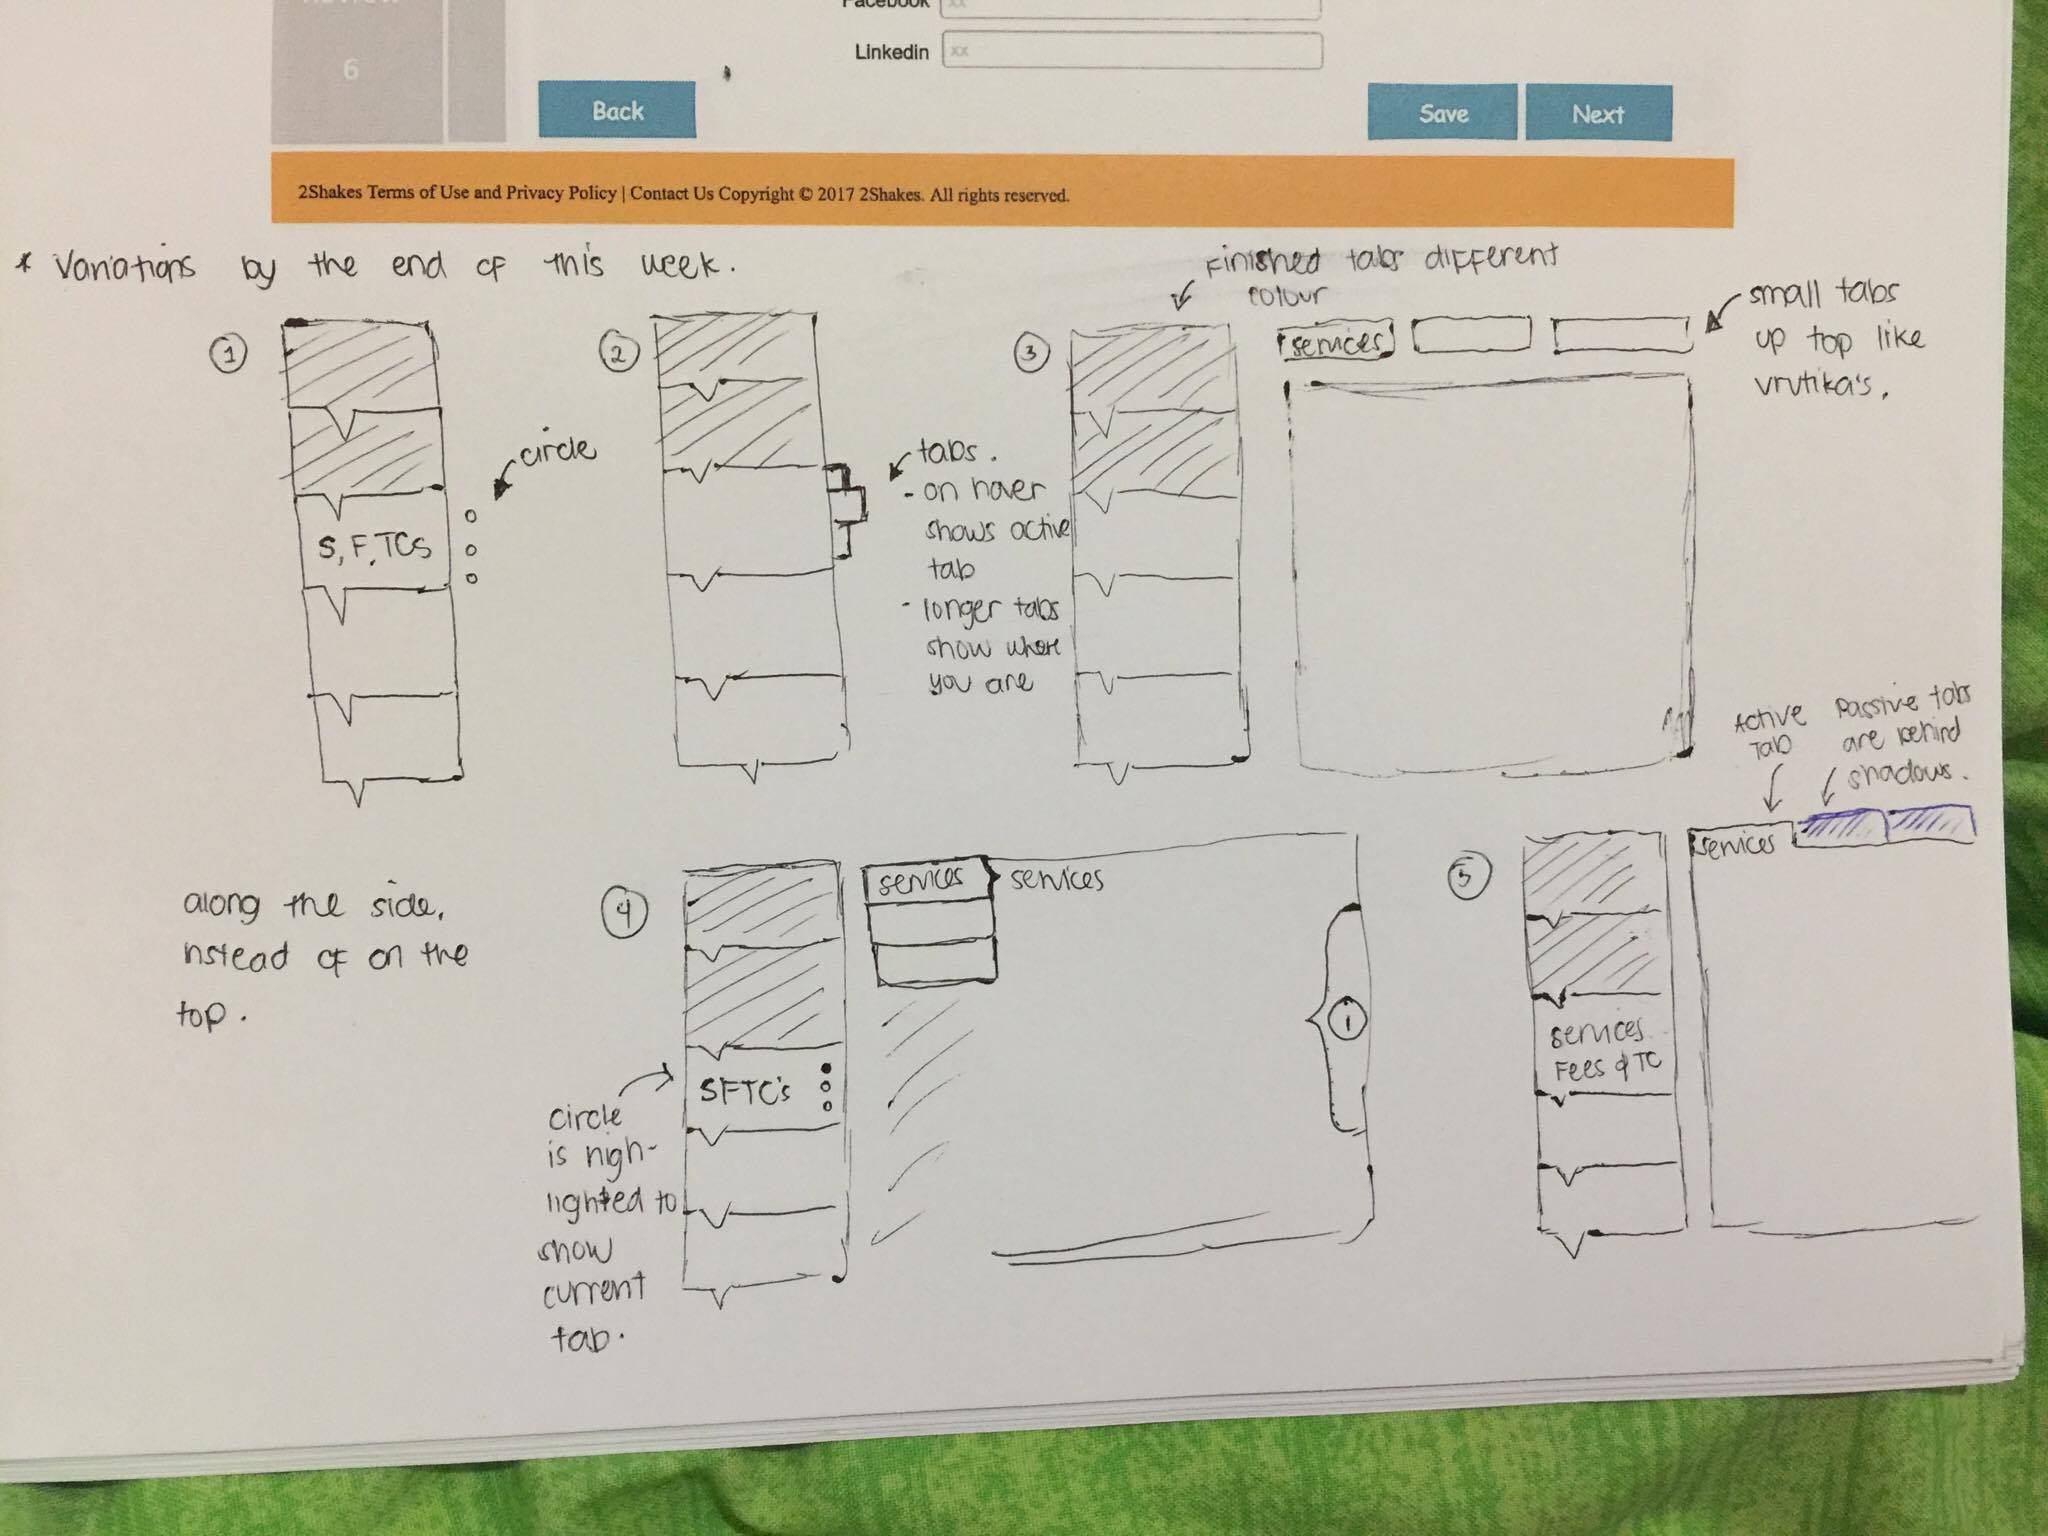 REVIEW
6
Facebook xx
Linkedin xx
Back
Save
Next
2Shakes Terms of Use and Privacy Policy | Contact Us Copyright © 2017 2Shakes. All rights reserved.
* Variations by the end of this week.
1
circle
S, F, TCs
2
tabs.
- on hover
shows active
tab
- longer tabs
show where
you are
3
Finished tabs different
colour
services
small tabs
up top like
vrutika's.
along the side,
nstead of on the
top.
4
services
services
SFTC's
1
circle
is high-
lighted to
show
current
tab.
5
Active
Tab
Passive tabs
are behind
shadows.
services
services
Fees & TC